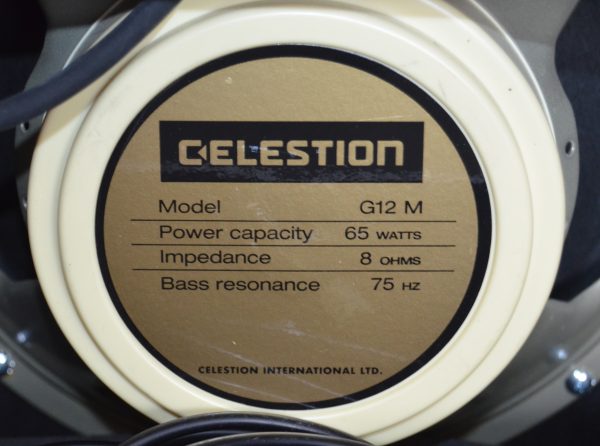 CELESTION
Model G12 M
Power capacity 65 WATTS
Impedance 8 OHMS
Bass resonance 75 HZ
CELESTION INTERNATIONAL LTD.